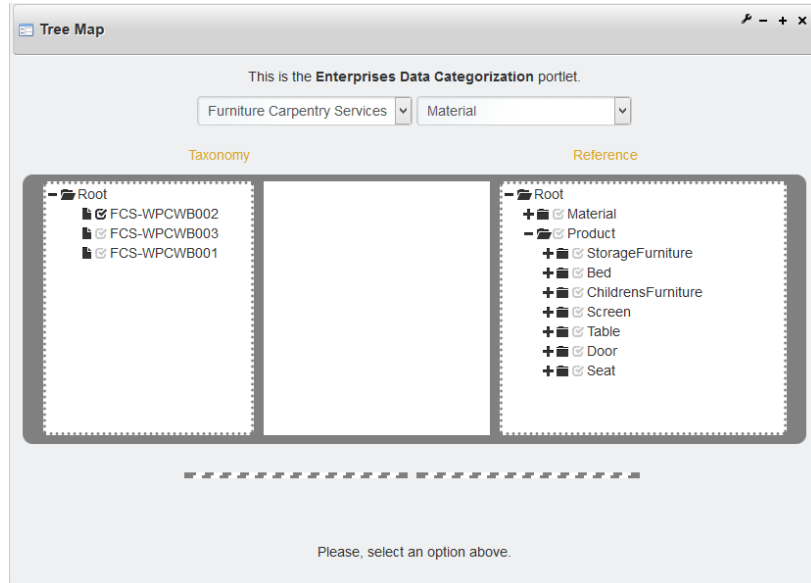 Tree Map
This is the Enterprises Data Categorization portlet.
Furniture Carpentry Services Material
Taxonomy Reference
Root
FCS-WPCWB002
FCS-WPCWB003
FCS-WPCWB001
Root
Material
Product
StorageFurniture
Bed
ChildrensFurniture
Screen
Table
Door
Seat
Please, select an option above.